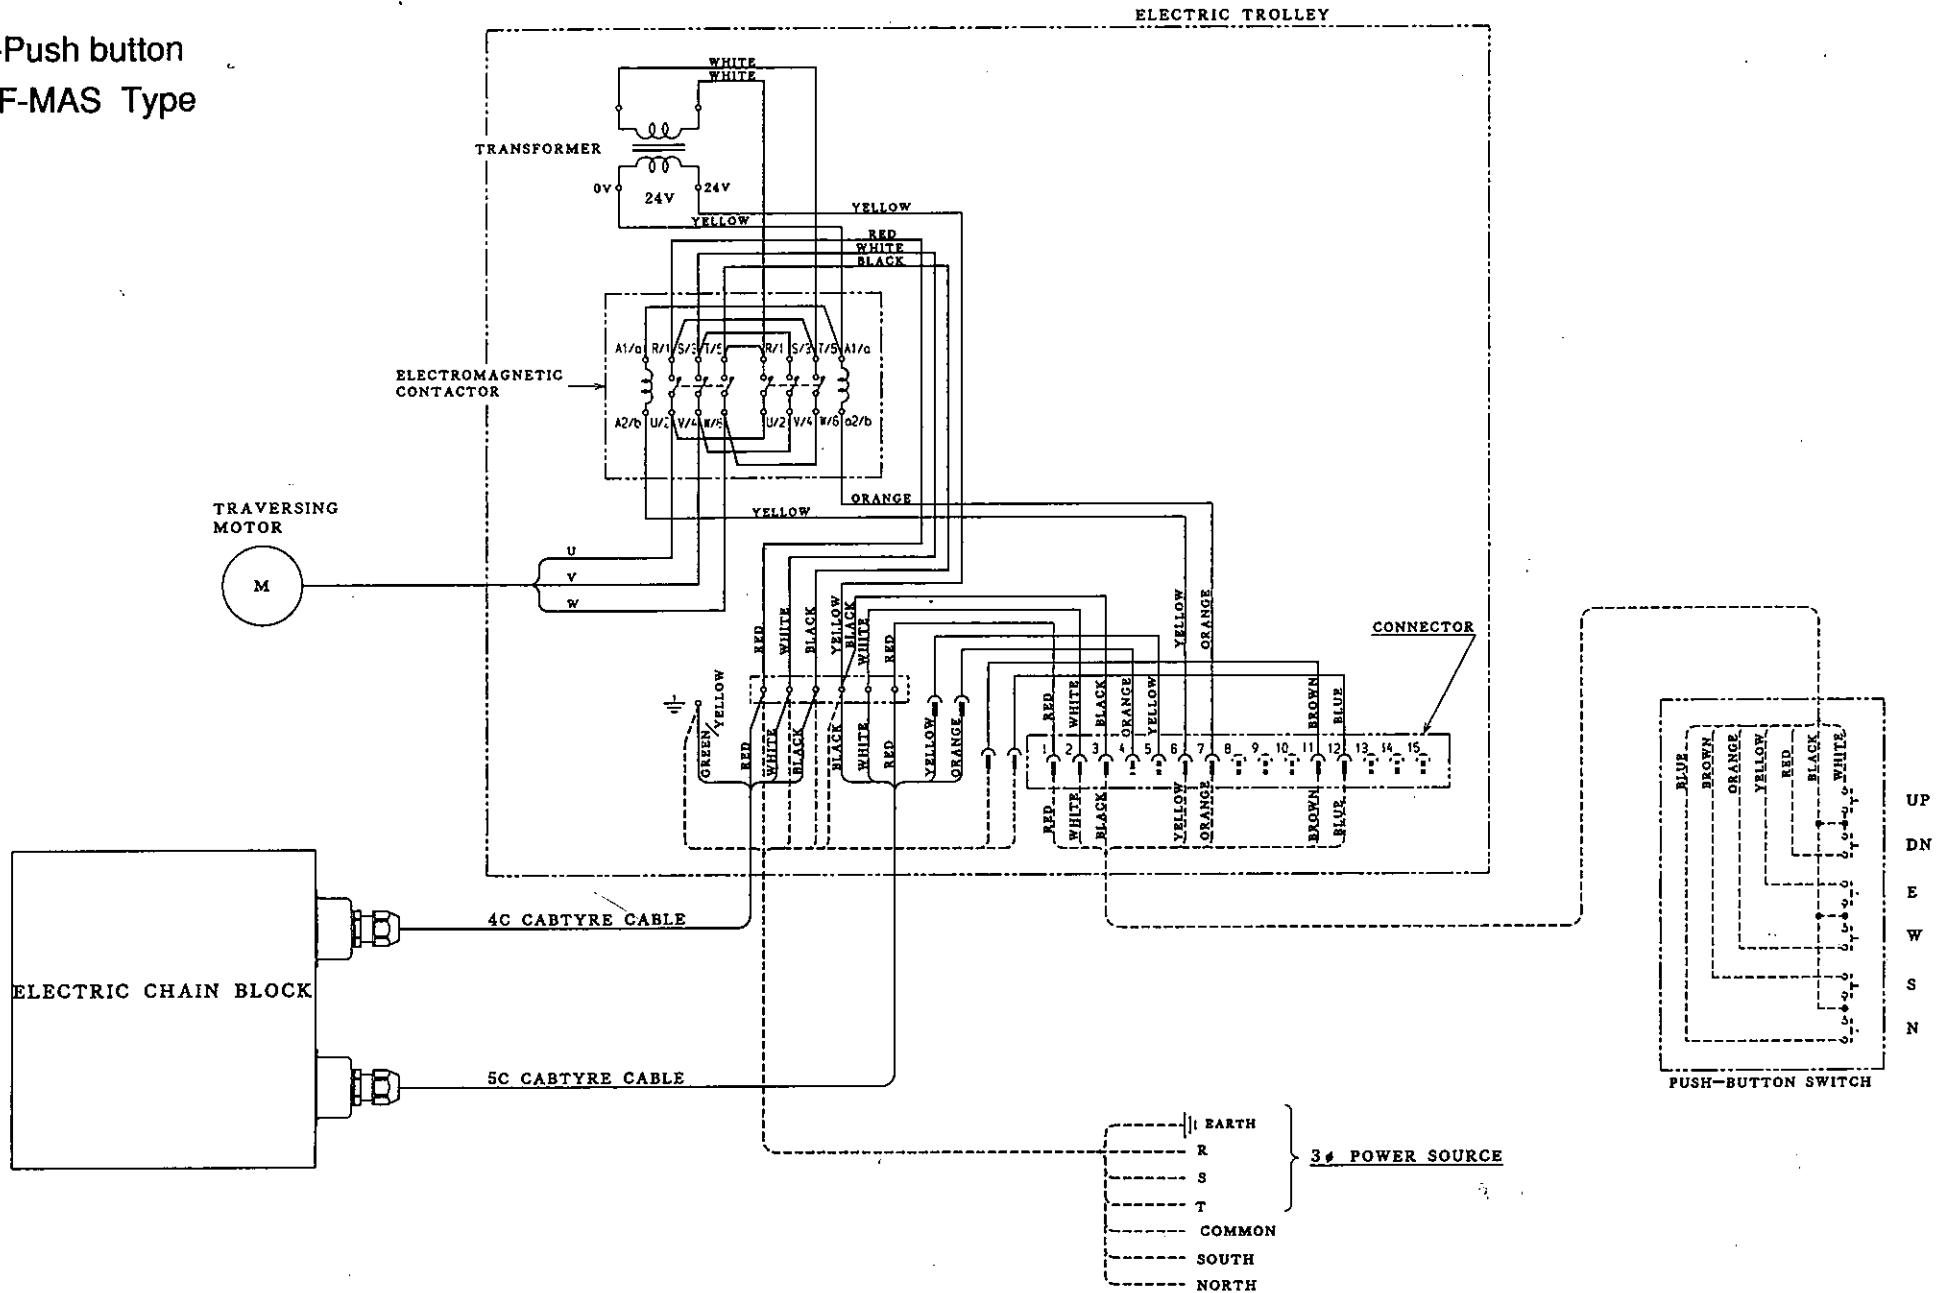 ELECTRIC TROLLEY
-Push button
F-MAS Type
WHITE
WHITE
TRANSFORMER
0V
24V
24V
YELLOW
YELLOW
RED
WHITE
BLACK
A1/a R/1 S/3 T/5 R/1 S/3 T/5 A1/a
ELECTROMAGNETIC
CONTACTOR
A2/b U/2 V/4 W/6 U/2 V/4 W/6 a2/b
ORANGE
YELLOW
TRAVERSING
MOTOR
M
U
V
W
RED
WHITE
BLACK
YELLOW
BLACK
WHITE
RED
YELLOW
ORANGE
CONNECTOR
GREEN/YELLOW
RED
WHITE
BLACK
BLACK
WHITE
RED
YELLOW
ORANGE
RED
WHITE
BLACK
ORANGE
YELLOW
BROWN
BLUE
1 2 3 4 5 6 7 8 9 10 11 12 13 14 15
RED
WHITE
BLACK
YELLOW
ORANGE
BROWN
BLUE
BLUE
BROWN
ORANGE
YELLOW
RED
BLACK
WHITE
UP
DN
E
W
S
N
PUSH-BUTTON SWITCH
4C CABTYRE CABLE
ELECTRIC CHAIN BLOCK
5C CABTYRE CABLE
EARTH
R
S
T
3ø POWER SOURCE
COMMON
SOUTH
NORTH